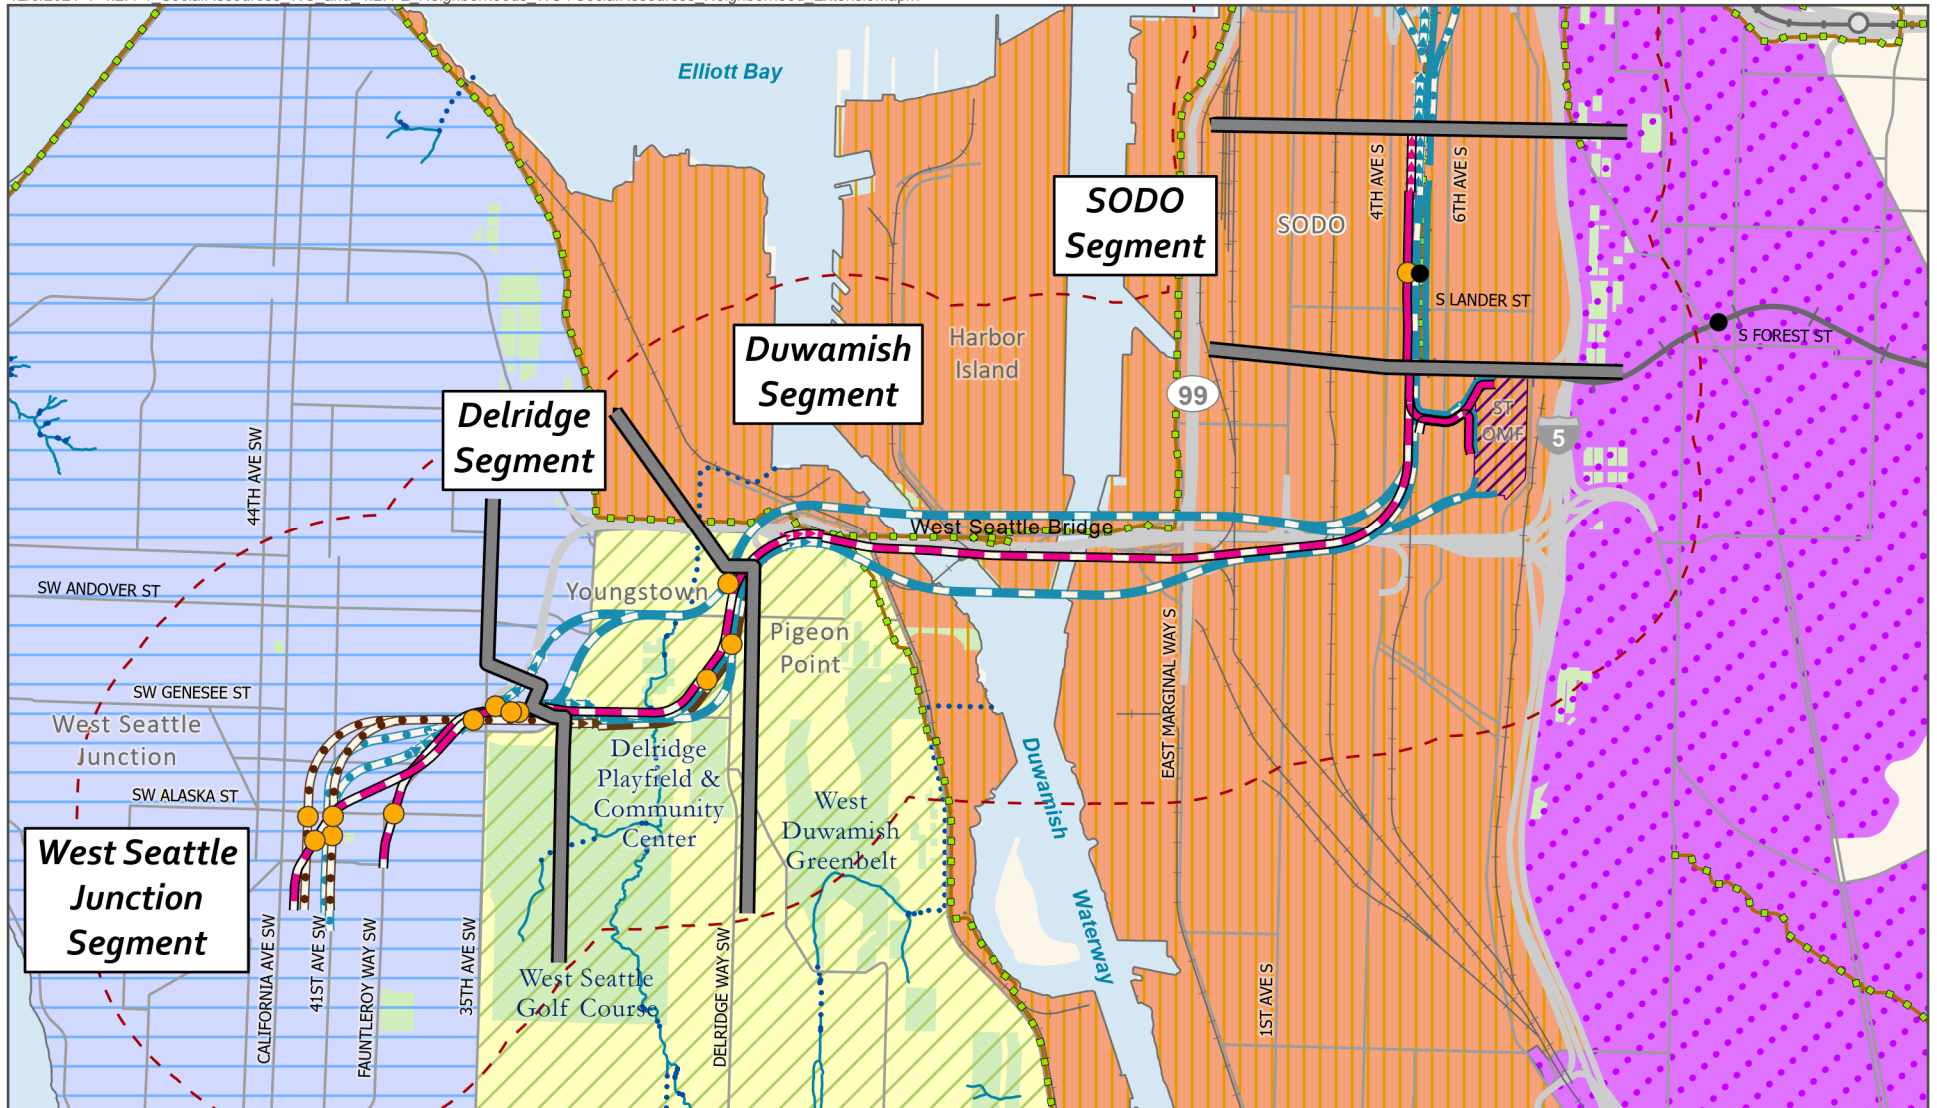 Elliott Bay
4TH AVE S
6TH AVE S
SODO
Segment
SODO
S LANDER ST
S FOREST ST
Harbor
Island
Duwamish
Segment
99
ST
OMF
5
Delridge
Segment
44TH AVE SW
West Seattle Bridge
SW ANDOVER ST
Youngstown
Pigeon
Point
EAST MARGINAL WAY S
SW GENESEE ST
West Seattle
Junction
Delridge
Playfield &
Community
Center
SW ALASKA ST
West
Duwamish
Greenbelt
Duwamish
Waterway
West Seattle
Junction
Segment
CALIFORNIA AVE SW
41ST AVE SW
FAUNTLEROY WAY SW
35TH AVE SW
West Seattle
Golf Course
DELRIDGE WAY SW
1ST AVE S